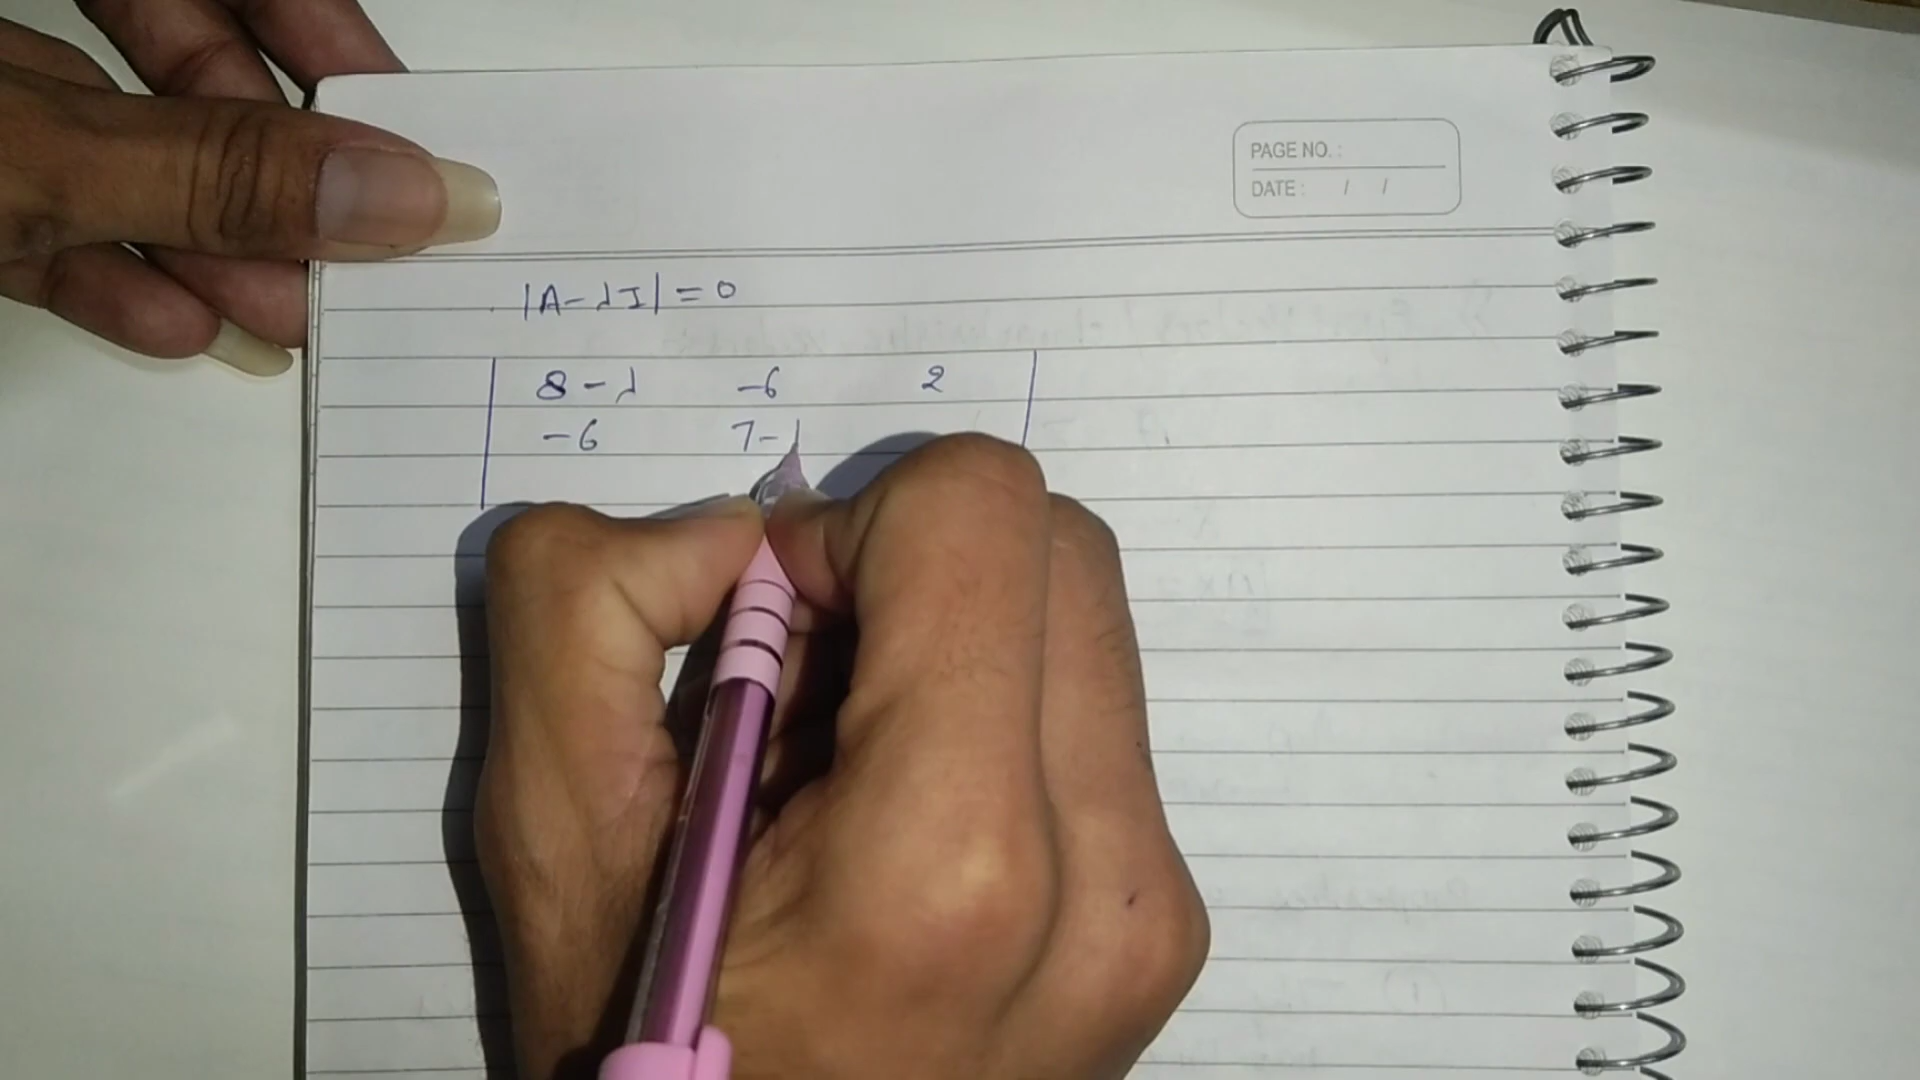 PAGE NO. :
DATE : / /
|A-λI| = 0
8-λ -6 2
-6 7-λ